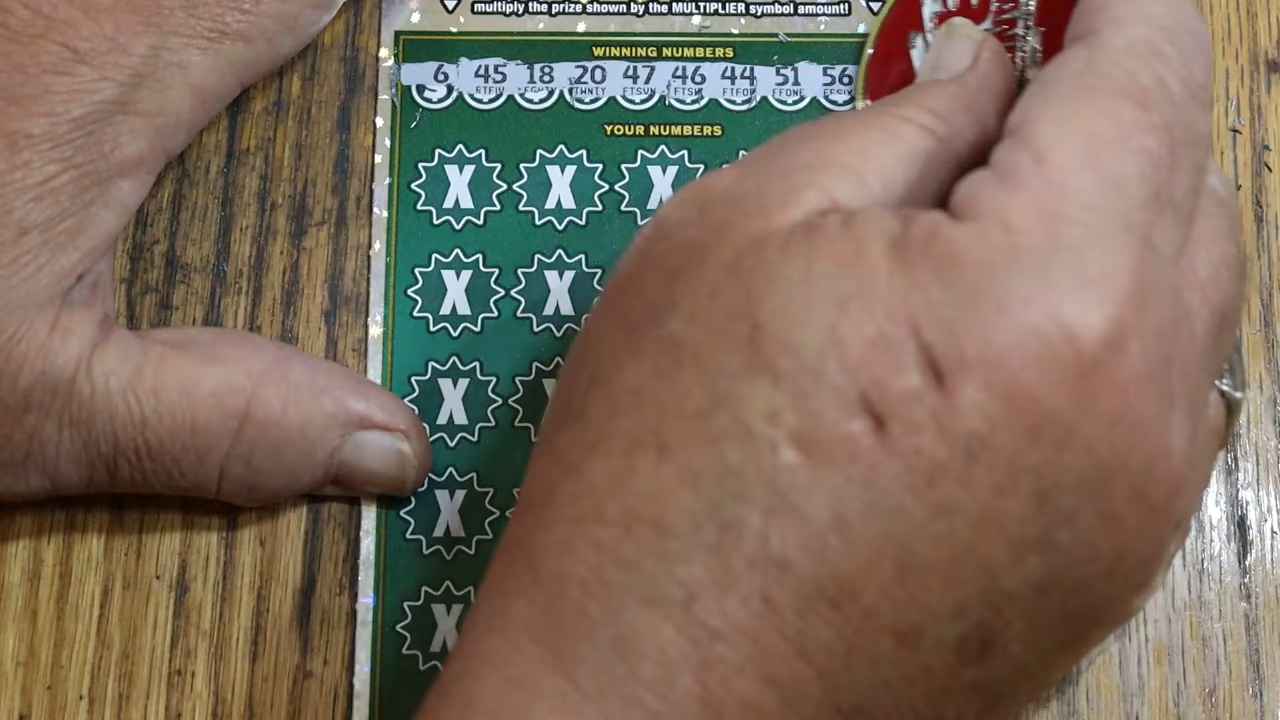 multiply the prize shown by the MULTIPLIER symbol amount!
WINNING NUMBERS
6 45 18 20 47 46 44 51 56
YOUR NUMBERS
X X X
X X
X
X
X